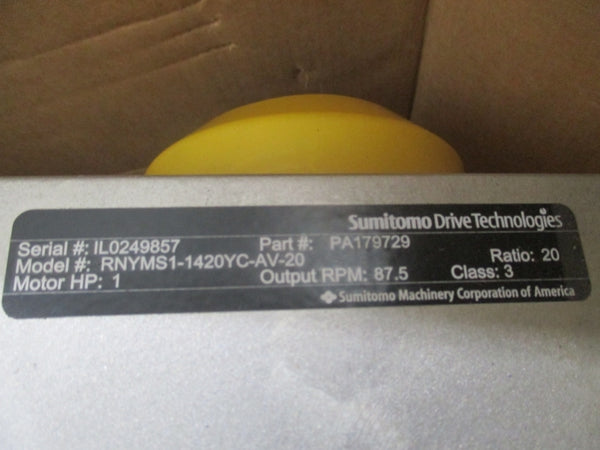 Sumitomo Drive Technologies
Serial #: IL0249857 Part #: PA179729
Model #: RNYMS1-1420YC-AV-20 Ratio: 20
Motor HP: 1 Output RPM: 87.5 Class: 3
Sumitomo Machinery Corporation of America